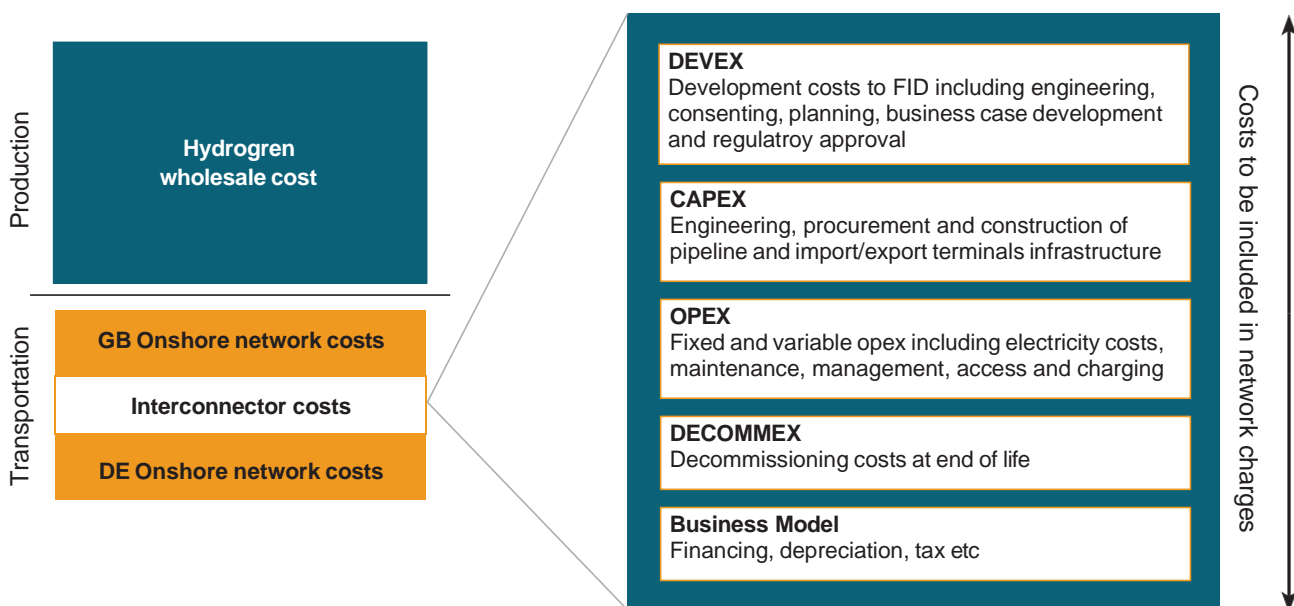 Production
Hydrogren
wholesale cost
Transportation
GB Onshore network costs
Interconnector costs
DE Onshore network costs
DEVEX
Development costs to FID including engineering,
consenting, planning, business case development
and regulatroy approval
CAPEX
Engineering, procurement and construction of
pipeline and import/export terminals infrastructure
OPEX
Fixed and variable opex including electricity costs,
maintenance, management, access and charging
DECOMMEX
Decommissioning costs at end of life
Business Model
Financing, depreciation, tax etc
Costs to be included in network charges